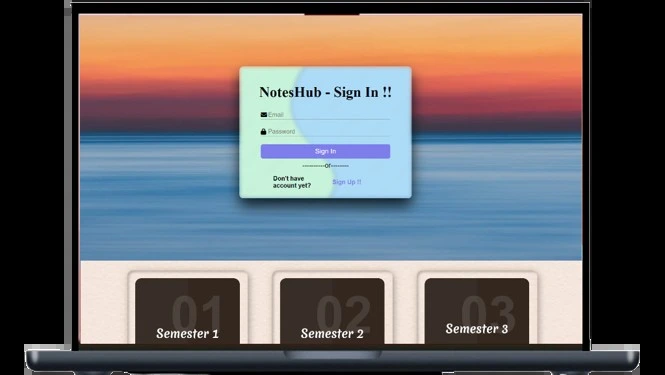 NotesHub - Sign In !!
Email
Password
Sign In
----------or--------
Don't have
account yet?
Sign Up !!
01
02
03
Semester 1
Semester 2
Semester 3